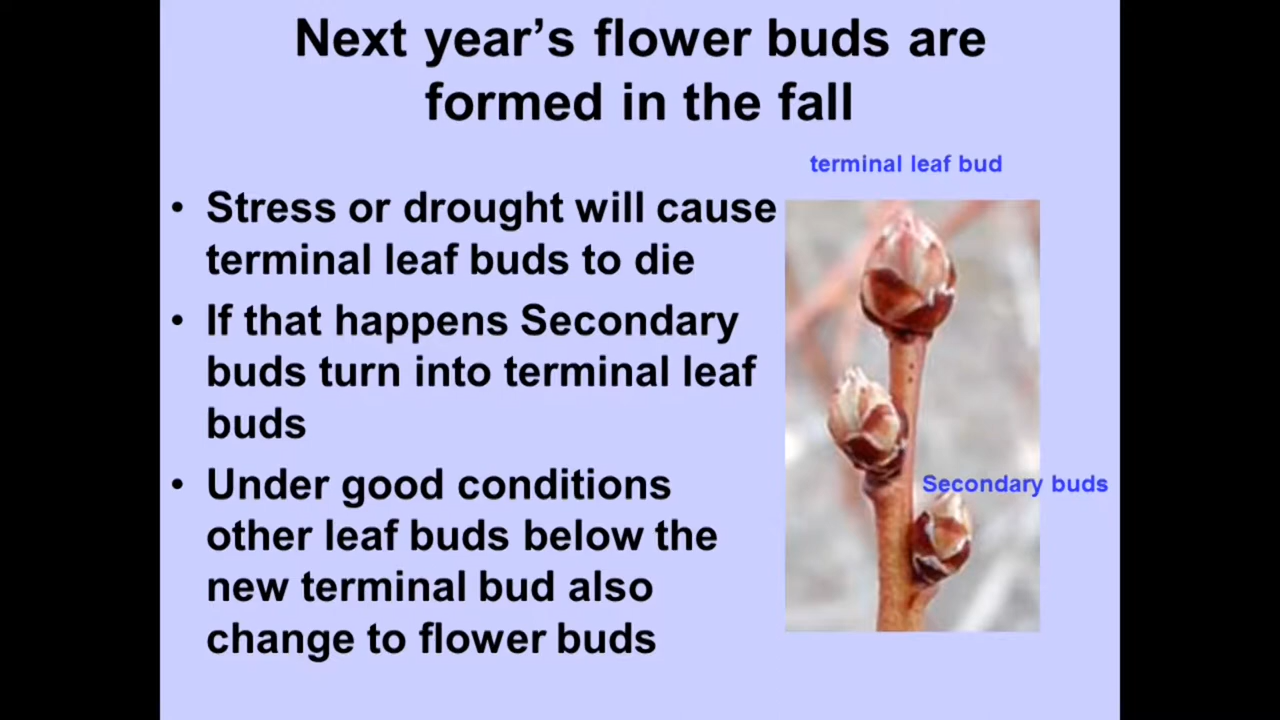 Next year’s flower buds are
formed in the fall
terminal leaf bud
• Stress or drought will cause
terminal leaf buds to die
• If that happens Secondary
buds turn into terminal leaf
buds
Secondary buds
• Under good conditions
other leaf buds below the
new terminal bud also
change to flower buds